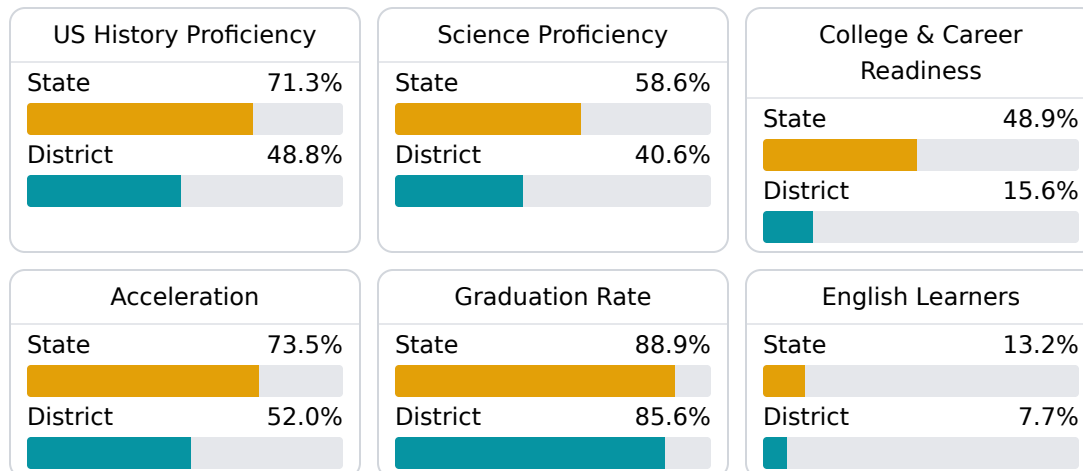 US History Proficiency
State 71.3%
District 48.8%
Science Proficiency
State 58.6%
District 40.6%
College & Career
Readiness
State 48.9%
District 15.6%
Acceleration
State 73.5%
District 52.0%
Graduation Rate
State 88.9%
District 85.6%
English Learners
State 13.2%
District 7.7%